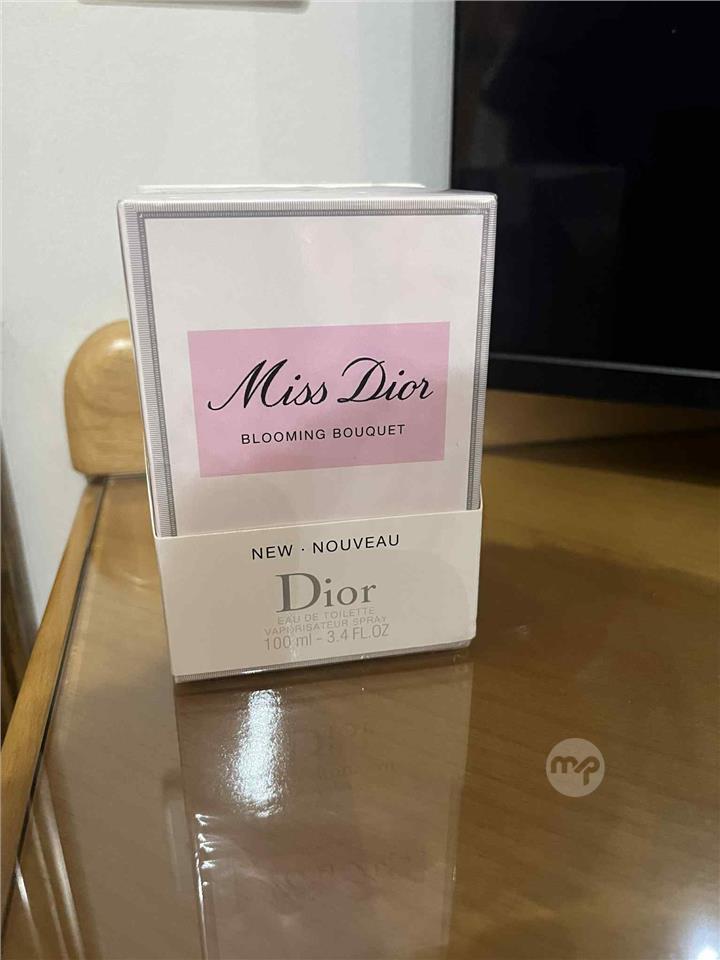 Miss Dior
BLOOMING BOUQUET
NEW · NOUVEAU
Dior
EAU DE TOILETTE
VAPORISATEUR SPRAY
100 ml - 3.4 FL.OZ
mp